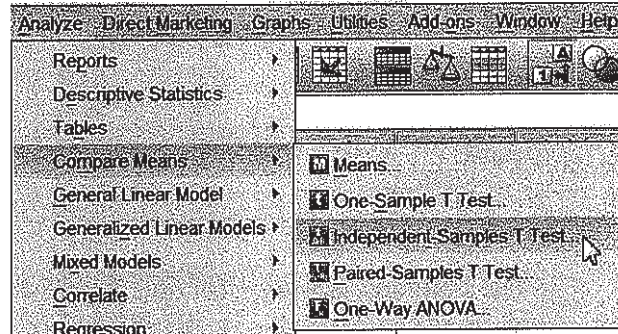 Analyze Direct Marketing Graphs Utilities Add-ons Window Help
Reports
Descriptive Statistics
Tables
Compare Means
General Linear Model
Generalized Linear Models
Mixed Models
Correlate
Regression
Means...
One-Sample T Test...
Independent-Samples T Test...
Paired-Samples T Test...
One-Way ANOVA...